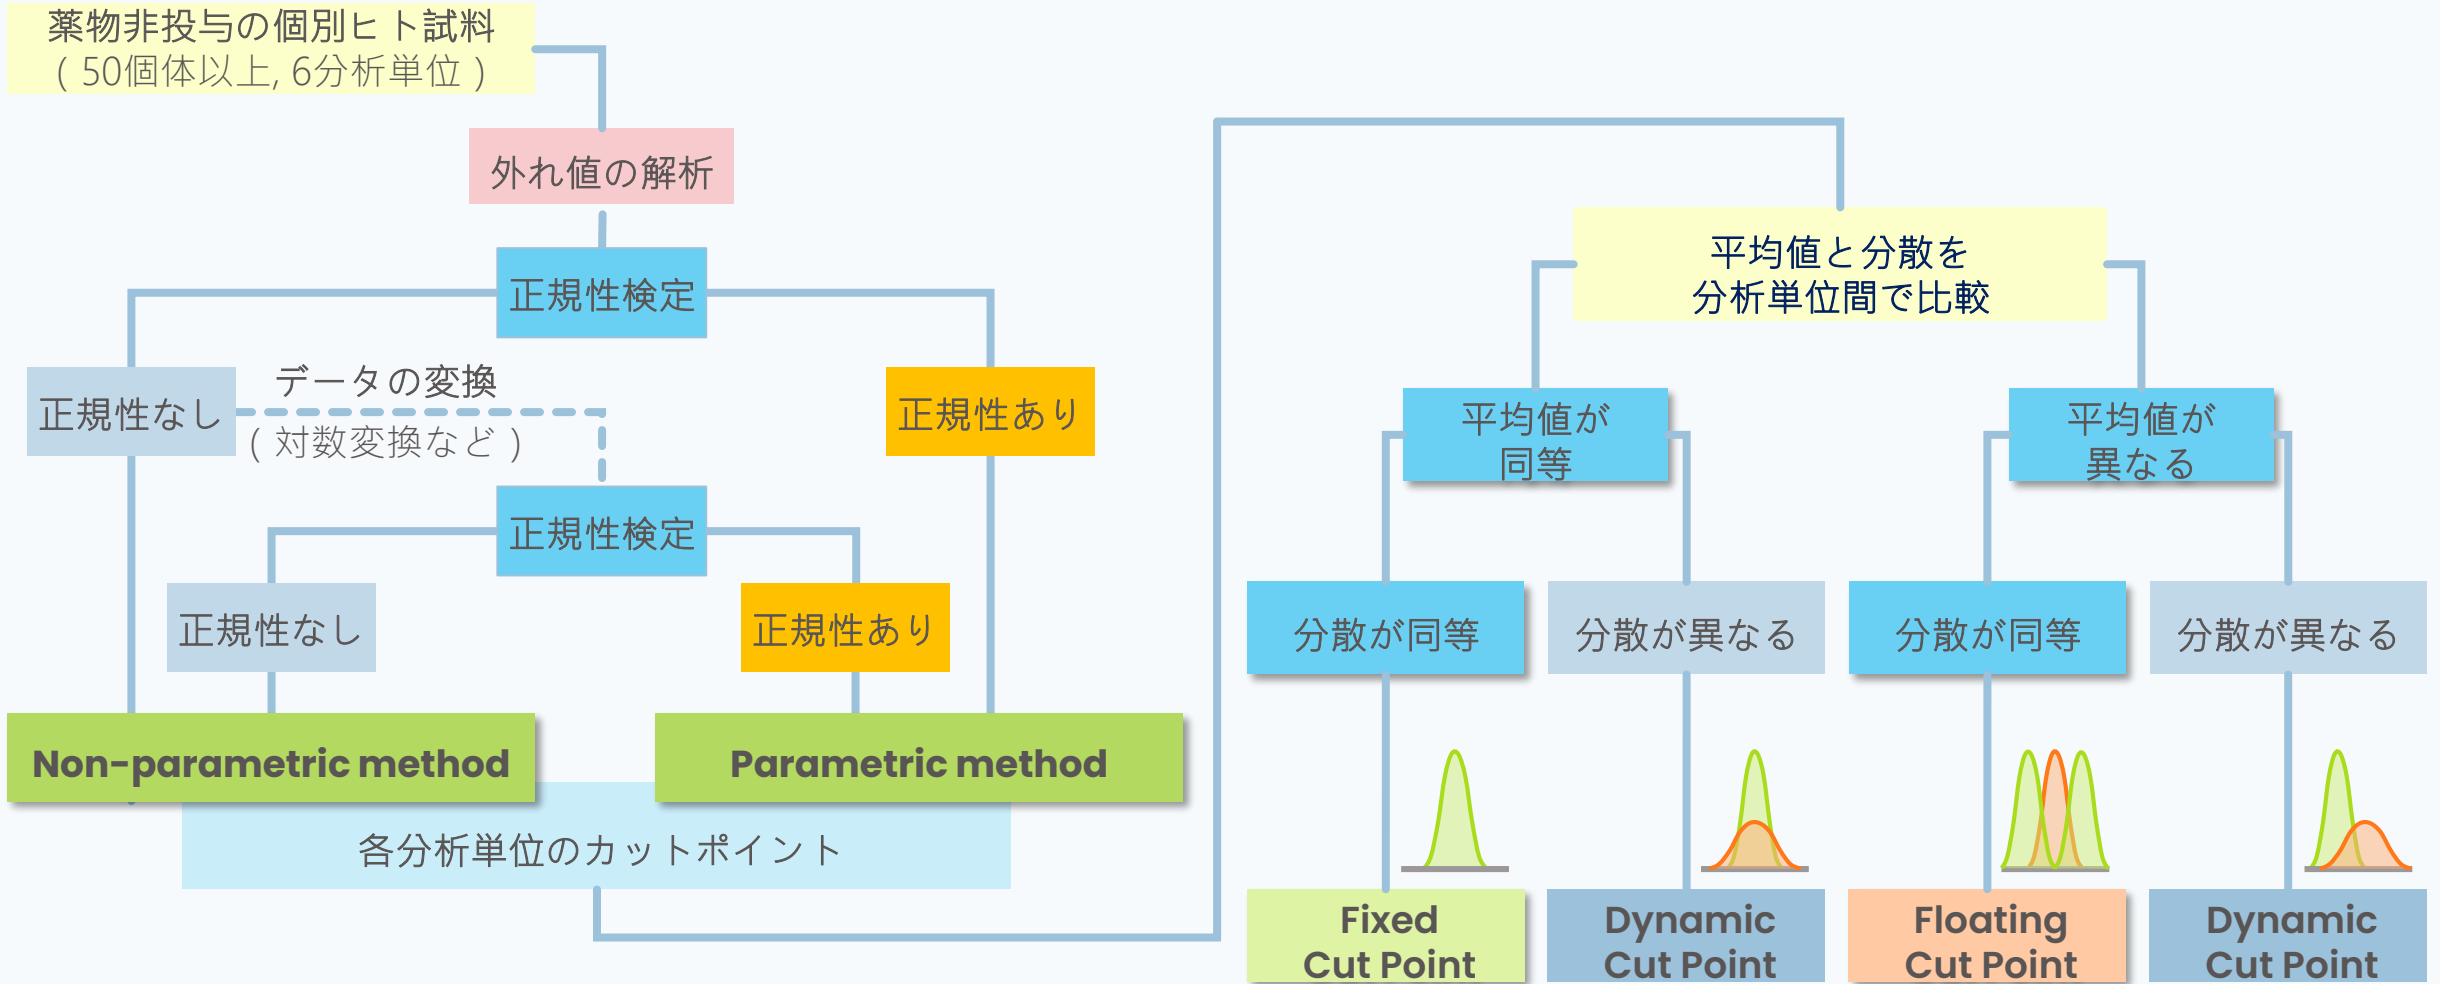 薬物非投与の個別ヒト試料
( 50個体以上, 6分析単位 )
外れ値の解析
正規性検定
正規性なし
データの変換
( 対数変換など )
正規性あり
正規性検定
正規性なし
正規性あり
Non-parametric method
Parametric method
各分析単位のカットポイント
平均値と分散を
分析単位間で比較
平均値が
同等
平均値が
異なる
分散が同等
分散が異なる
分散が同等
分散が異なる
Fixed
Cut Point
Dynamic
Cut Point
Floating
Cut Point
Dynamic
Cut Point